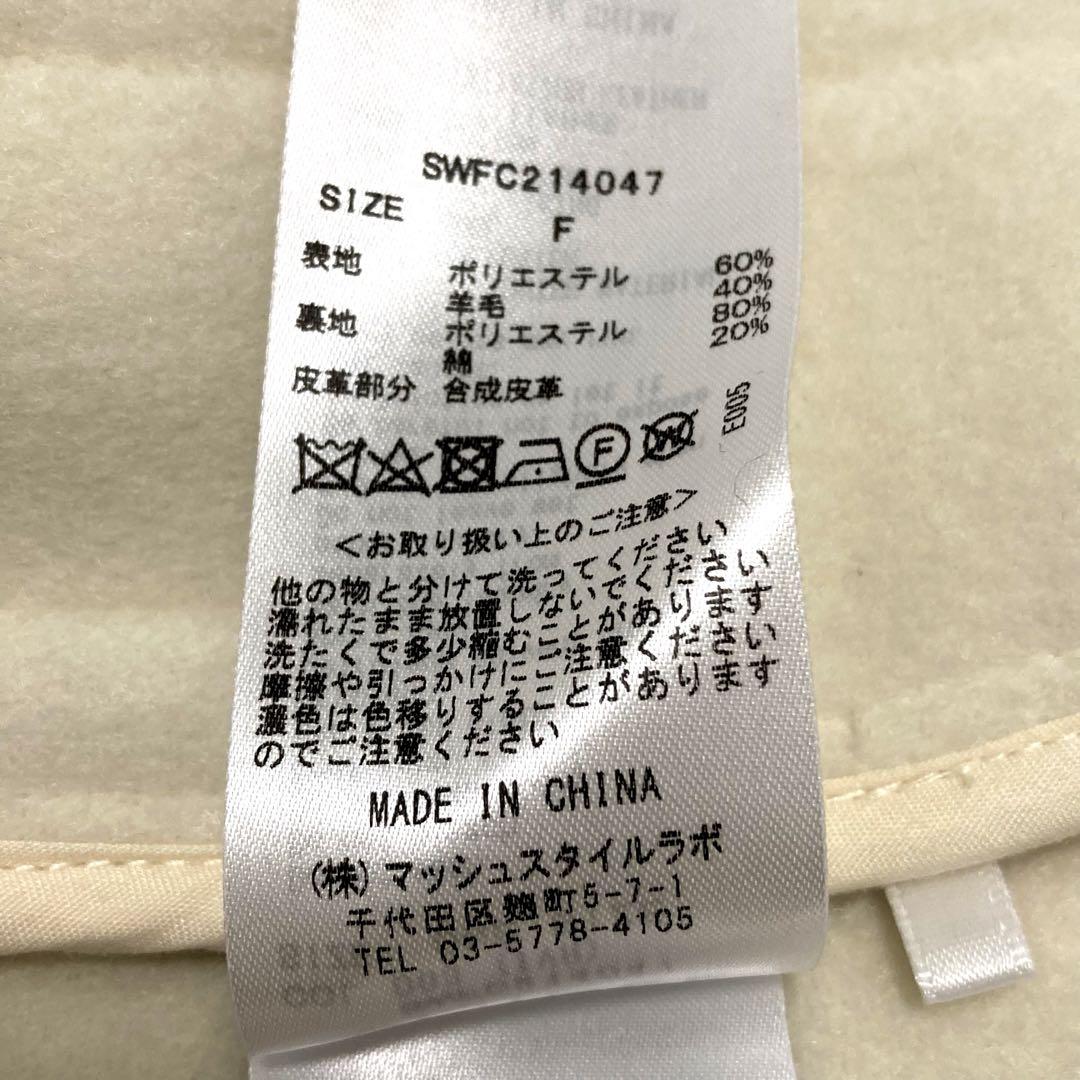 SWFC214047
SIZE F
表地 ポリエステル 60%
羊毛 40%
裏地 ポリエステル 80%
綿 20%
皮革部分 合成皮革
F W E005
<お取り扱い上のご注意>
他の物と分けて洗ってください
濡れたまま放置しないでください
洗たくで多少縮むことがあります
摩擦や引っかけにご注意ください
濃色は色移りすることがあります
のでご注意ください
MADE IN CHINA
(株)マッシュスタイルラボ
千代田区麹町5-7-1
TEL 03-5778-4105